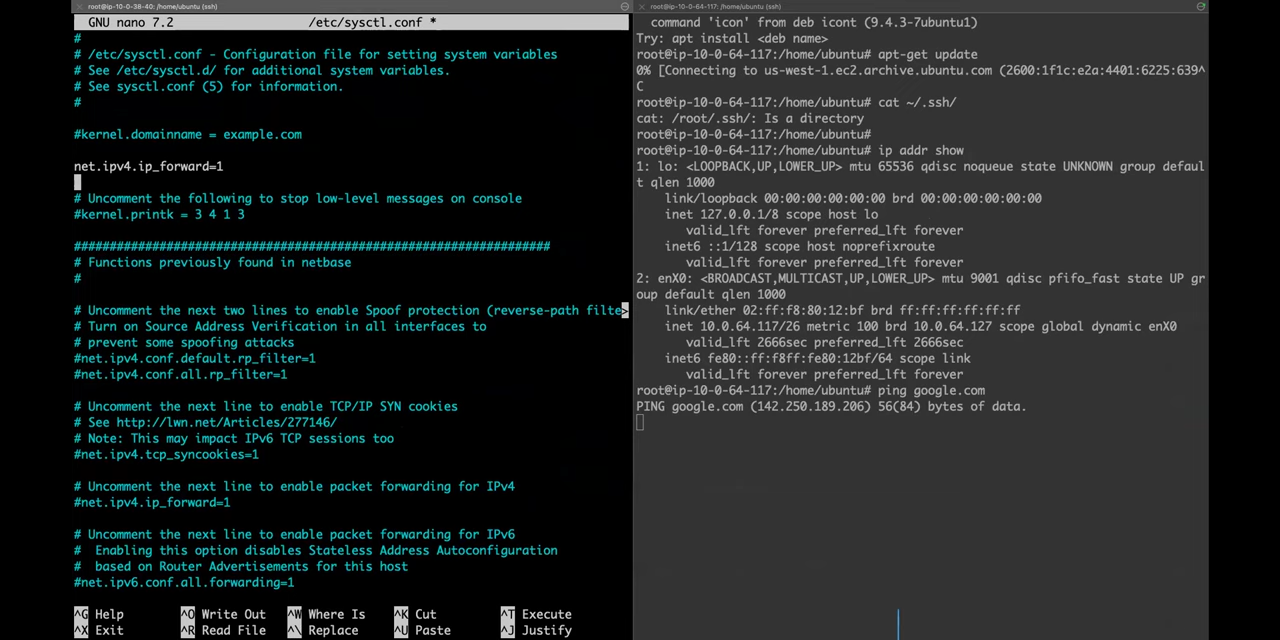 root@ip-10-0-38-40: /home/ubuntu (ssh)
GNU nano 7.2 /etc/sysctl.conf *
#
# /etc/sysctl.conf - Configuration file for setting system variables
# See /etc/sysctl.d/ for additional system variables.
# See sysctl.conf (5) for information.
#
#kernel.domainname = example.com
net.ipv4.ip_forward=1
# Uncomment the following to stop low-level messages on console
#kernel.printk = 3 4 1 3
###################################################################
# Functions previously found in netbase
#
# Uncomment the next two lines to enable Spoof protection (reverse-path filte>
# Turn on Source Address Verification in all interfaces to
# prevent some spoofing attacks
#net.ipv4.conf.default.rp_filter=1
#net.ipv4.conf.all.rp_filter=1
# Uncomment the next line to enable TCP/IP SYN cookies
# See http://lwn.net/Articles/277146/
# Note: This may impact IPv6 TCP sessions too
#net.ipv4.tcp_syncookies=1
# Uncomment the next line to enable packet forwarding for IPv4
#net.ipv4.ip_forward=1
# Uncomment the next line to enable packet forwarding for IPv6
#  Enabling this option disables Stateless Address Autoconfiguration
#  based on Router Advertisements for this host
#net.ipv6.conf.all.forwarding=1
^G Help ^O Write Out ^W Where Is ^K Cut ^T Execute
^X Exit ^R Read File ^\ Replace ^U Paste ^J Justify
root@ip-10-0-64-117: /home/ubuntu (ssh)
command 'icon' from deb icont (9.4.3-7ubuntu1)
Try: apt install <deb name>
root@ip-10-0-64-117:/home/ubuntu# apt-get update
0% [Connecting to us-west-1.ec2.archive.ubuntu.com (2600:1f1c:e2a:4401:6225:639^
C
root@ip-10-0-64-117:/home/ubuntu# cat ~/.ssh/
cat: /root/.ssh/: Is a directory
root@ip-10-0-64-117:/home/ubuntu#
root@ip-10-0-64-117:/home/ubuntu# ip addr show
1: lo: <LOOPBACK,UP,LOWER_UP> mtu 65536 qdisc noqueue state UNKNOWN group defaul
t qlen 1000
link/loopback 00:00:00:00:00:00 brd 00:00:00:00:00:00
inet 127.0.0.1/8 scope host lo
valid_lft forever preferred_lft forever
inet6 ::1/128 scope host noprefixroute
valid_lft forever preferred_lft forever
2: enX0: <BROADCAST,MULTICAST,UP,LOWER_UP> mtu 9001 qdisc pfifo_fast state UP gr
oup default qlen 1000
link/ether 02:ff:f8:80:12:bf brd ff:ff:ff:ff:ff:ff
inet 10.0.64.117/26 metric 100 brd 10.0.64.127 scope global dynamic enX0
valid_lft 2666sec preferred_lft 2666sec
inet6 fe80::ff:f8ff:fe80:12bf/64 scope link
valid_lft forever preferred_lft forever
root@ip-10-0-64-117:/home/ubuntu# ping google.com
PING google.com (142.250.189.206) 56(84) bytes of data.